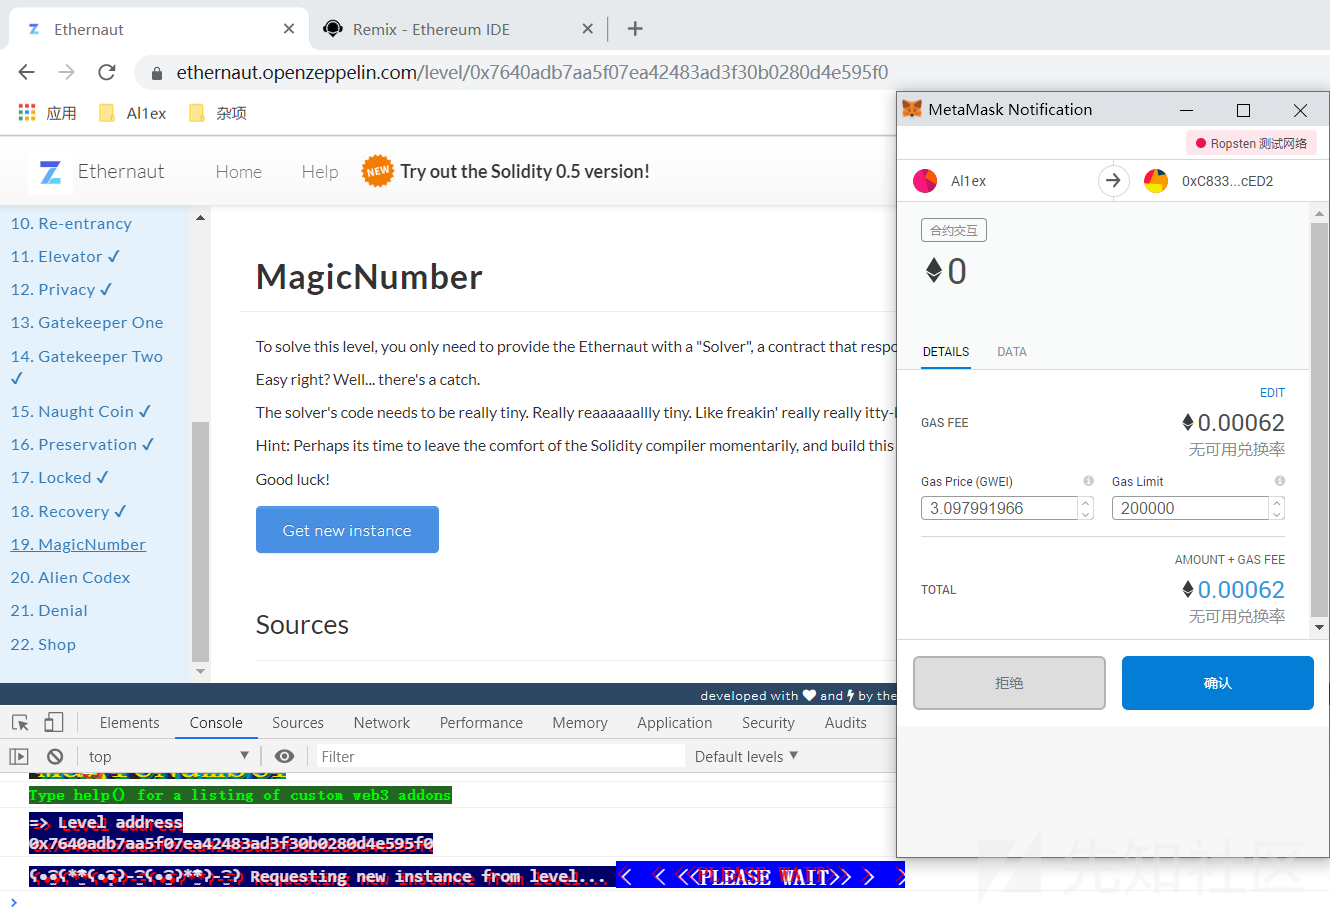 Ethernaut
Remix - Ethereum IDE
ethernaut.openzeppelin.com/level/0x7640adb7aa5f07ea42483ad3f30b0280d4e595f0
应用
Al1ex
杂项
Ethernaut
Home
Help
NEW
Try out the Solidity 0.5 version!
10. Re-entrancy
11. Elevator ✓
12. Privacy ✓
13. Gatekeeper One
14. Gatekeeper Two
✓
15. Naught Coin ✓
16. Preservation ✓
17. Locked ✓
18. Recovery ✓
19. MagicNumber
20. Alien Codex
21. Denial
22. Shop
MagicNumber
To solve this level, you only need to provide the Ethernaut with a "Solver", a contract that respo
Easy right? Well... there's a catch.
The solver's code needs to be really tiny. Really reaaaaaallly tiny. Like freakin' really really itty-
Hint: Perhaps its time to leave the comfort of the Solidity compiler momentarily, and build this
Good luck!
Get new instance
Sources
developed with ❤ and ⚡ by the
Elements
Console
Sources
Network
Performance
Memory
Application
Security
Audits
top
Filter
Default levels ▼
Type help() for a listing of custom web3 addons
=> Level address
0x7640adb7aa5f07ea42483ad3f30b0280d4e595f0
Requesting new instance from level...
< < <<PLEASE WAIT>> > >
MetaMask Notification
Ropsten 测试网络
Al1ex
0xC833...cED2
合约交互
0
DETAILS
DATA
EDIT
GAS FEE
0.00062
无可用兑换率
Gas Price (GWEI)
Gas Limit
3.097991966
200000
AMOUNT + GAS FEE
TOTAL
0.00062
无可用兑换率
拒绝
确认
先知社区